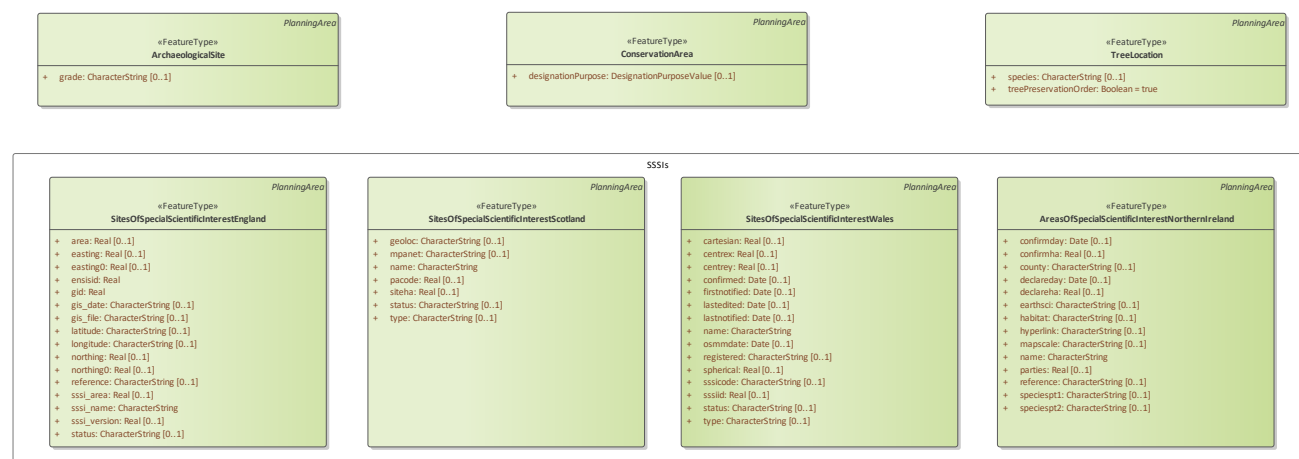 PlanningArea
«FeatureType»
ArchaeologicalSite
+ grade: CharacterString [0..1]
PlanningArea
«FeatureType»
ConservationArea
+ designationPurpose: DesignationPurposeValue [0..1]
PlanningArea
«FeatureType»
TreeLocation
+ species: CharacterString [0..1]
+ treePreservationOrder: Boolean = true
SSSIs
PlanningArea
«FeatureType»
SitesOfSpecialScientificInterestEngland
+ area: Real [0..1]
+ easting: Real [0..1]
+ easting0: Real [0..1]
+ ensisid: Real
+ gid: Real
+ gis_date: CharacterString [0..1]
+ gis_file: CharacterString [0..1]
+ latitude: CharacterString [0..1]
+ longitude: CharacterString [0..1]
+ northing: Real [0..1]
+ northing0: Real [0..1]
+ reference: CharacterString [0..1]
+ sssi_area: Real [0..1]
+ sssi_name: CharacterString
+ sssi_version: Real [0..1]
+ status: CharacterString [0..1]
PlanningArea
«FeatureType»
SitesOfSpecialScientificInterestScotland
+ geoloc: CharacterString [0..1]
+ mpanet: CharacterString [0..1]
+ name: CharacterString
+ pacode: Real [0..1]
+ siteha: Real [0..1]
+ status: CharacterString [0..1]
+ type: CharacterString [0..1]
PlanningArea
«FeatureType»
SitesOfSpecialScientificInterestWales
+ cartesian: Real [0..1]
+ centrex: Real [0..1]
+ centrey: Real [0..1]
+ confirmed: Date [0..1]
+ firstnotified: Date [0..1]
+ lastedited: Date [0..1]
+ lastnotified: Date [0..1]
+ name: CharacterString
+ osmmdate: Date [0..1]
+ registered: CharacterString [0..1]
+ spherical: Real [0..1]
+ sssicode: CharacterString [0..1]
+ sssiid: Real [0..1]
+ status: CharacterString [0..1]
+ type: CharacterString [0..1]
PlanningArea
«FeatureType»
AreasOfSpecialScientificInterestNorthernIreland
+ confirmday: Date [0..1]
+ confirmha: Real [0..1]
+ county: CharacterString [0..1]
+ declareday: Date [0..1]
+ declareha: Real [0..1]
+ earthsci: CharacterString [0..1]
+ habitat: CharacterString [0..1]
+ hyperlink: CharacterString [0..1]
+ mapscale: CharacterString [0..1]
+ name: CharacterString
+ parties: Real [0..1]
+ reference: CharacterString [0..1]
+ speciespt1: CharacterString [0..1]
+ speciespt2: CharacterString [0..1]